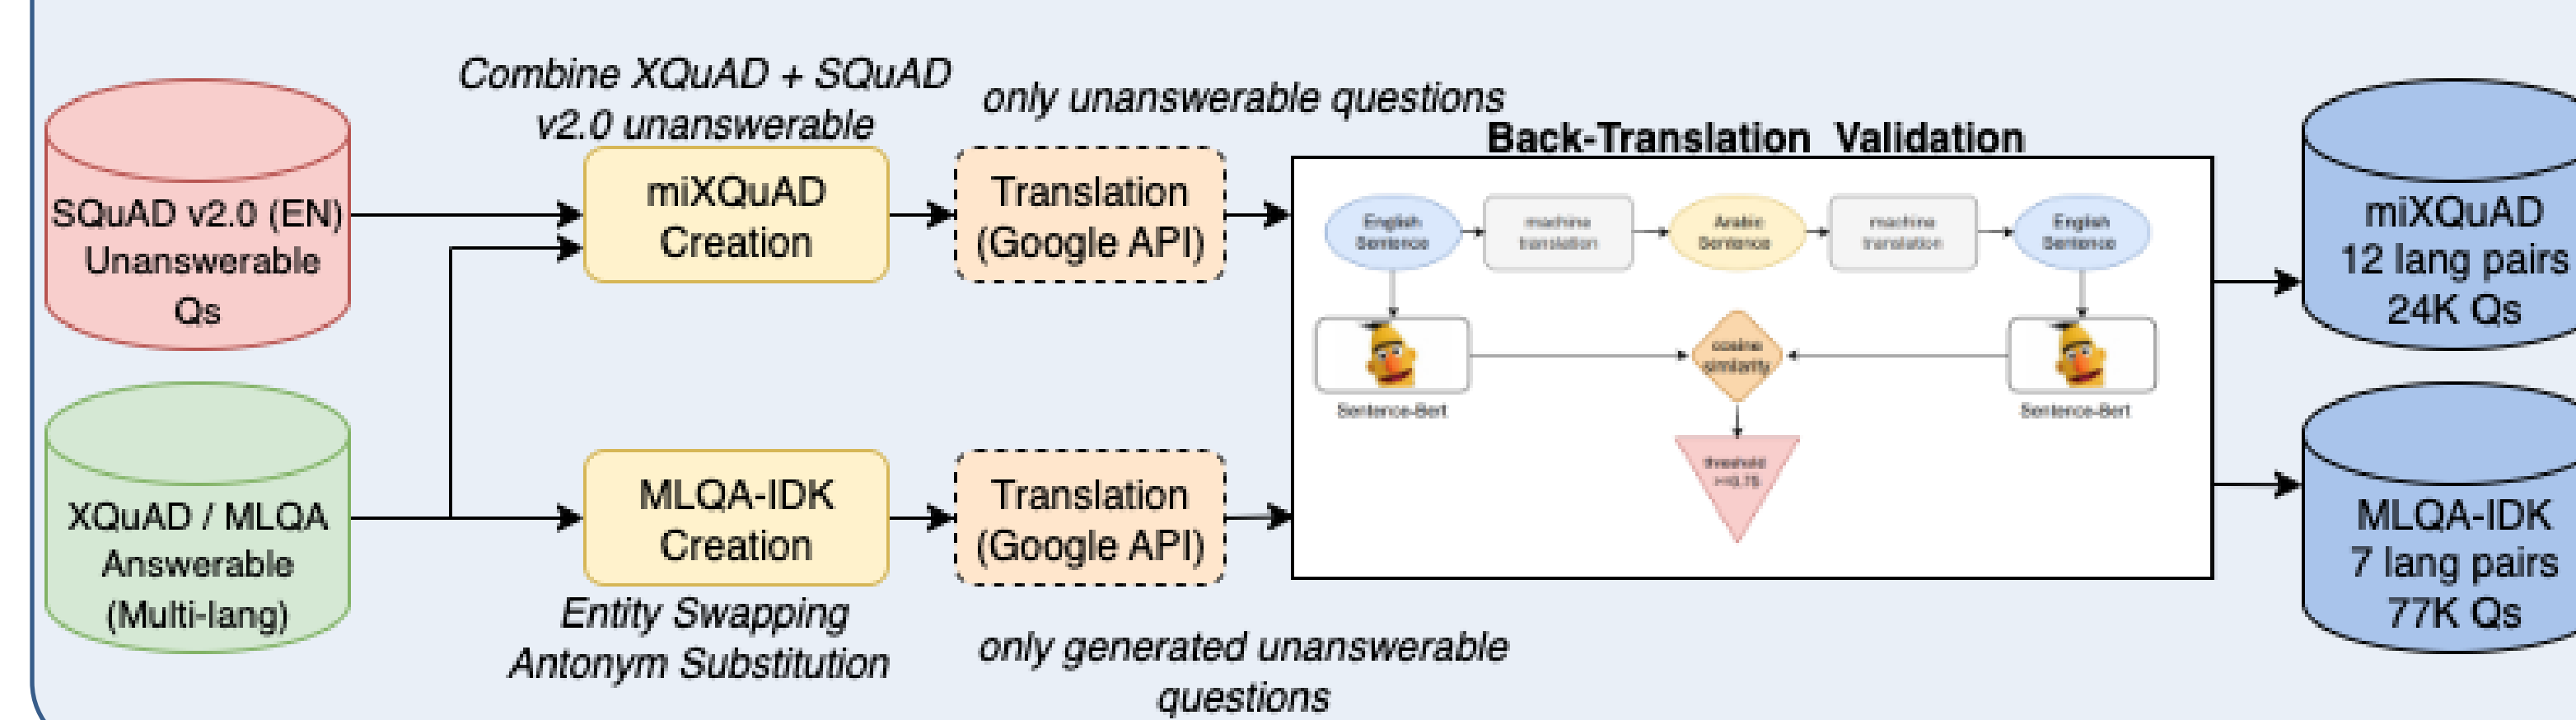 Combine XQuAD + SQuAD
v2.0 unanswerable
only unanswerable questions
Back-Translation Validation
SQuAD v2.0 (EN)
Unanswerable
Qs
miXQuAD
Creation
Translation
(Google API)
English
Sentence
machine
translation
Arabic
Sentence
machine
translation
English
Sentence
cosine
similarity
Sentence-Bert
Sentence-Bert
threshold
>=0.75
miXQuAD
12 lang pairs
24K Qs
XQuAD / MLQA
Answerable
(Multi-lang)
MLQA-IDK
Creation
Translation
(Google API)
Entity Swapping
Antonym Substitution
only generated unanswerable
questions
MLQA-IDK
7 lang pairs
77K Qs